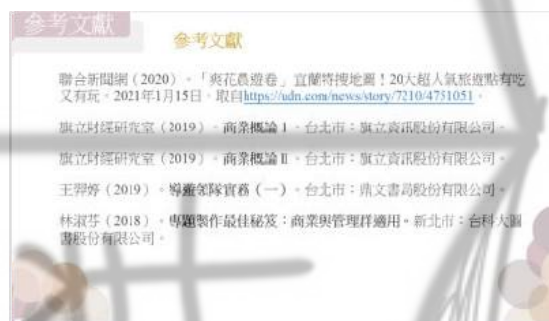 參考文獻
參考文獻
聯合新聞網（2020）。「爽花農遊卷」宜蘭特搜地圖！20大超人氣旅遊點有吃
又有玩。2021年1月15日，取自https://udn.com/news/story/7210/4751051。
旗立財經研究室（2019）。商業概論 I 。台北市：旗立資訊股份有限公司。
旗立財經研究室（2019）。商業概論 II 。台北市：旗立資訊股份有限公司。
王羿婷（2019）。導遊領隊實務（一）。台北市：鼎文書局股份有限公司。
林淑芬（2018）。專題製作最佳秘笈：商業與管理群適用。新北市：台科大圖
書股份有限公司。